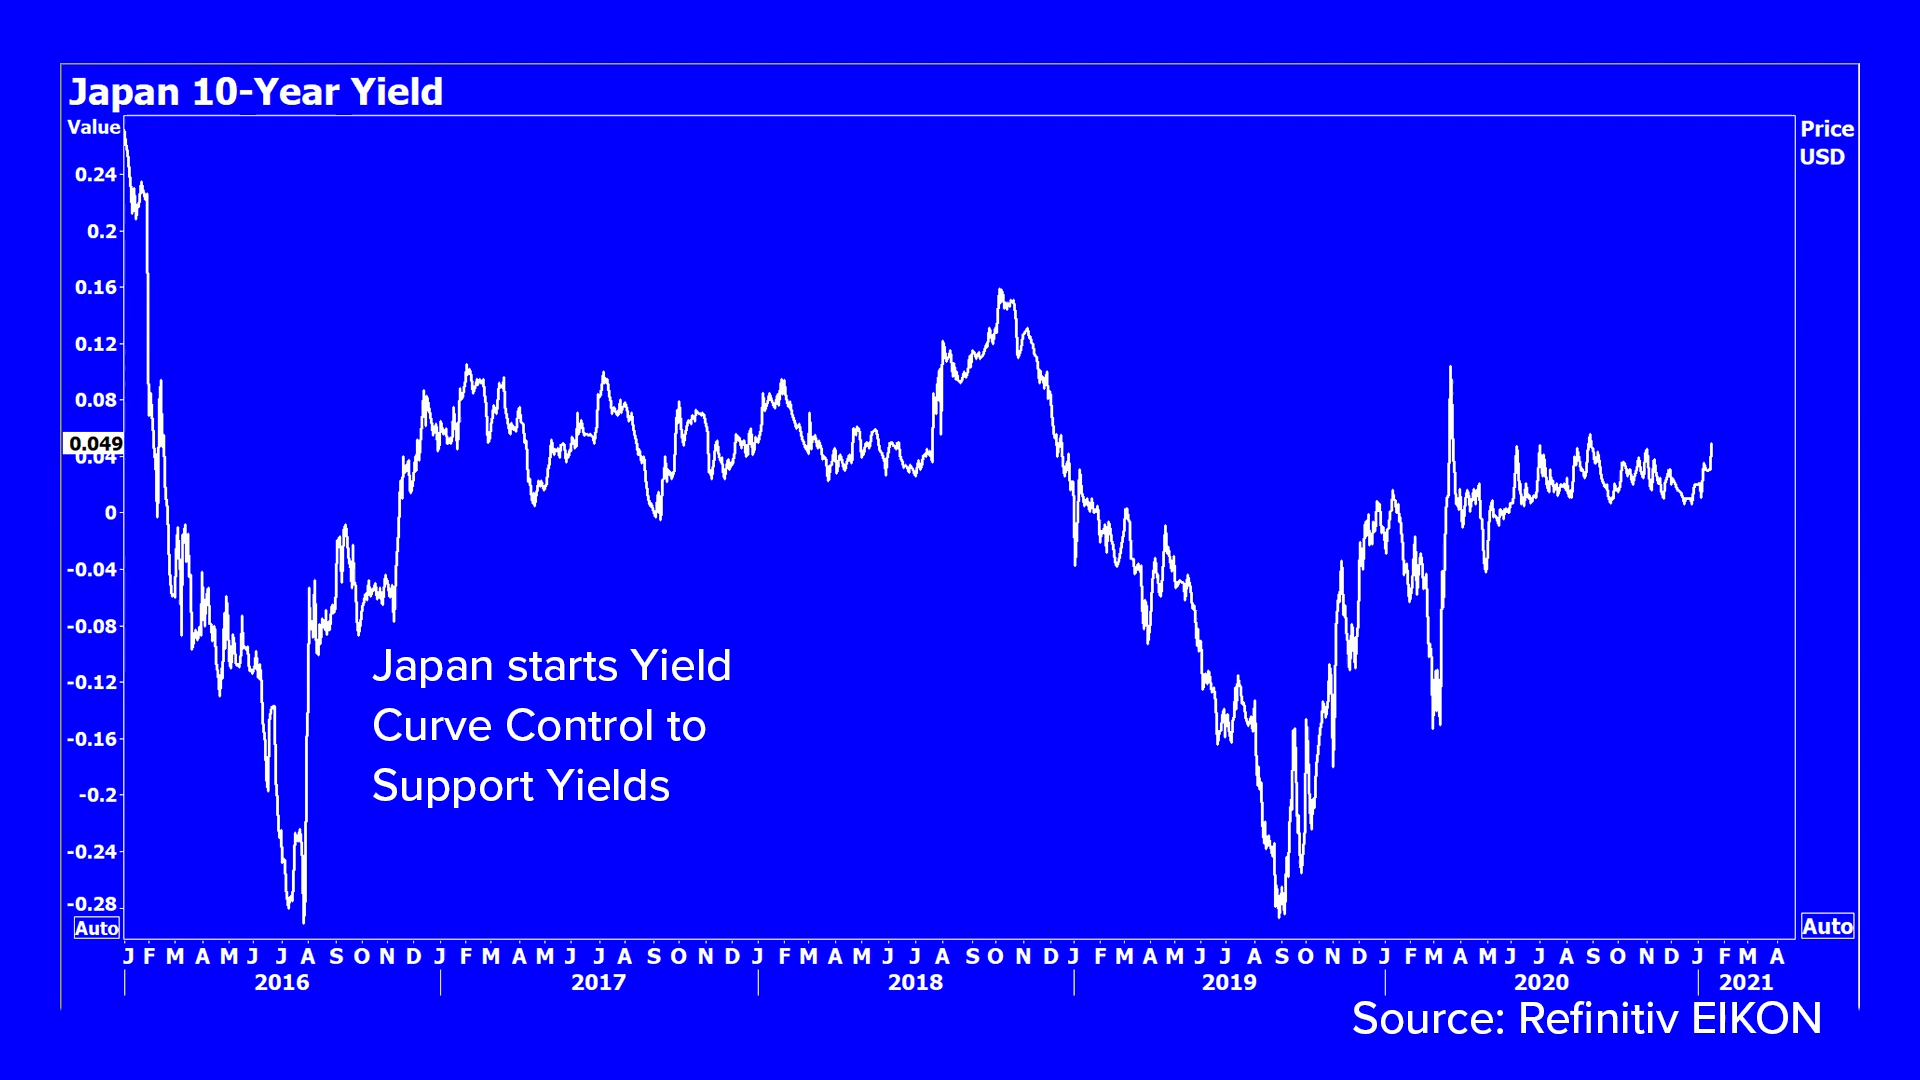 Japan 10-Year Yield
Value
Price
USD
0.24
0.2
0.16
0.12
0.08
0.049
0.04
0
-0.04
-0.08
-0.12
-0.16
-0.2
-0.24
-0.28
Auto
Japan starts Yield
Curve Control to
Support Yields
Auto
J F M A M J J A S O N D J F M A M J J A S O N D J F M A M J J A S O N D J F M A M J J A S O N D J F M A M J J A S O N D J F M A
2016 2017 2018 2019 2020 2021
Source: Refinitiv EIKON